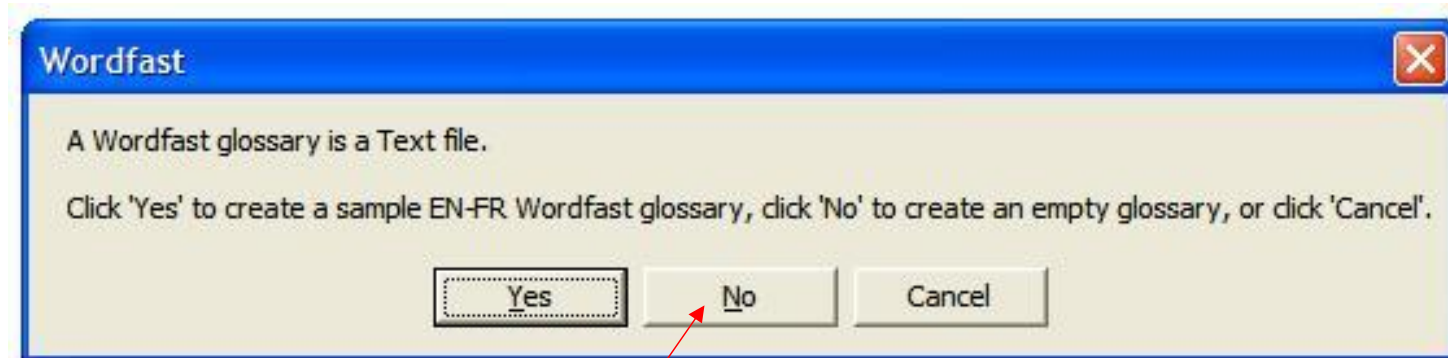 Wordfast
A Wordfast glossary is a Text file.
Click 'Yes' to create a sample EN-FR Wordfast glossary, click 'No' to create an empty glossary, or click 'Cancel'.
Yes No Cancel